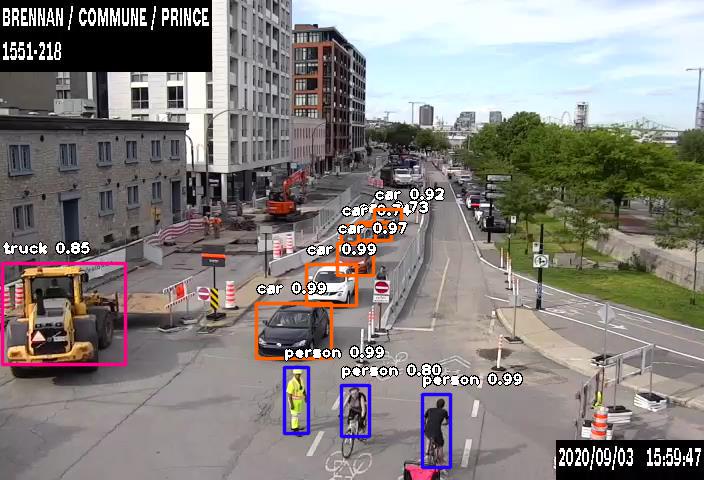 BRENNAN / COMMUNE / PRINCE
1551-218
car 0.92
0.73
car 0.97
car 0.99
truck 0.85
car 0.99
person 0.99
person 0.80
person 0.99
2020/09/03 15:59:47